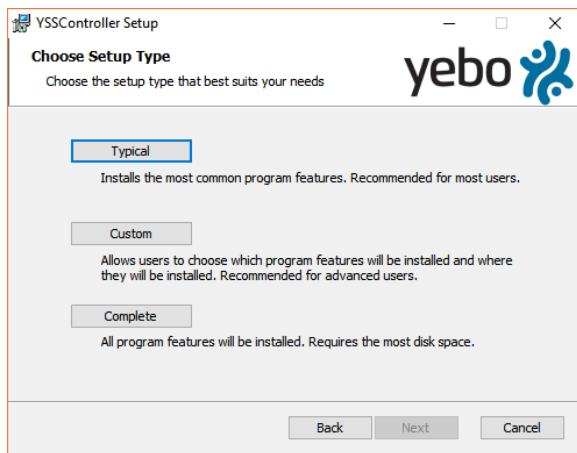 YSSController Setup
Choose Setup Type
Choose the setup type that best suits your needs
yebo
Typical
Installs the most common program features. Recommended for most users.
Custom
Allows users to choose which program features will be installed and where
they will be installed. Recommended for advanced users.
Complete
All program features will be installed. Requires the most disk space.
Back
Next
Cancel